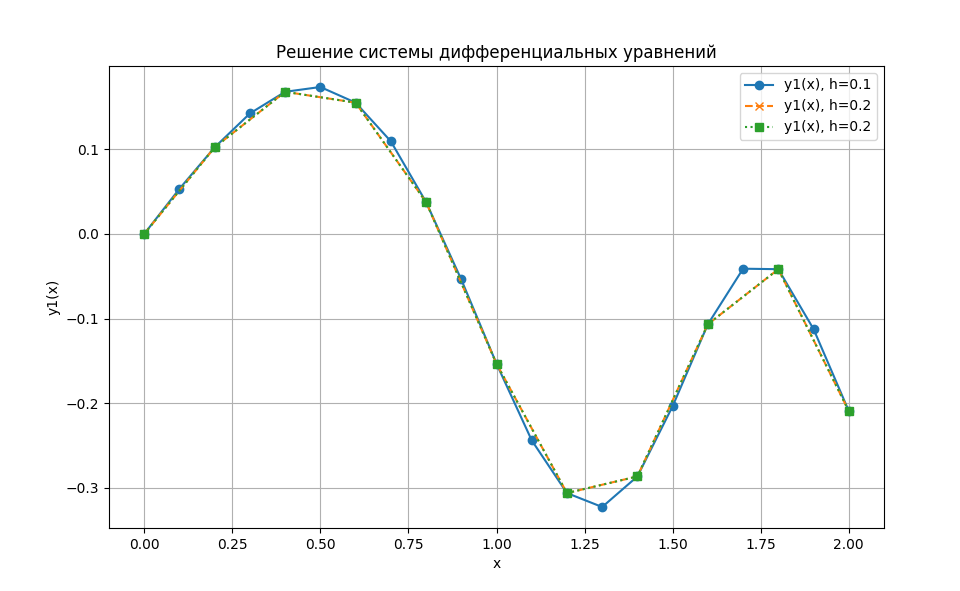 Решение системы дифференциальных уравнений
y1(x), h=0.1
y1(x), h=0.2
y1(x), h=0.2
y1(x)
0.1
0.0
−0.1
−0.2
−0.3
0.00 0.25 0.50 0.75 1.00 1.25 1.50 1.75 2.00
x